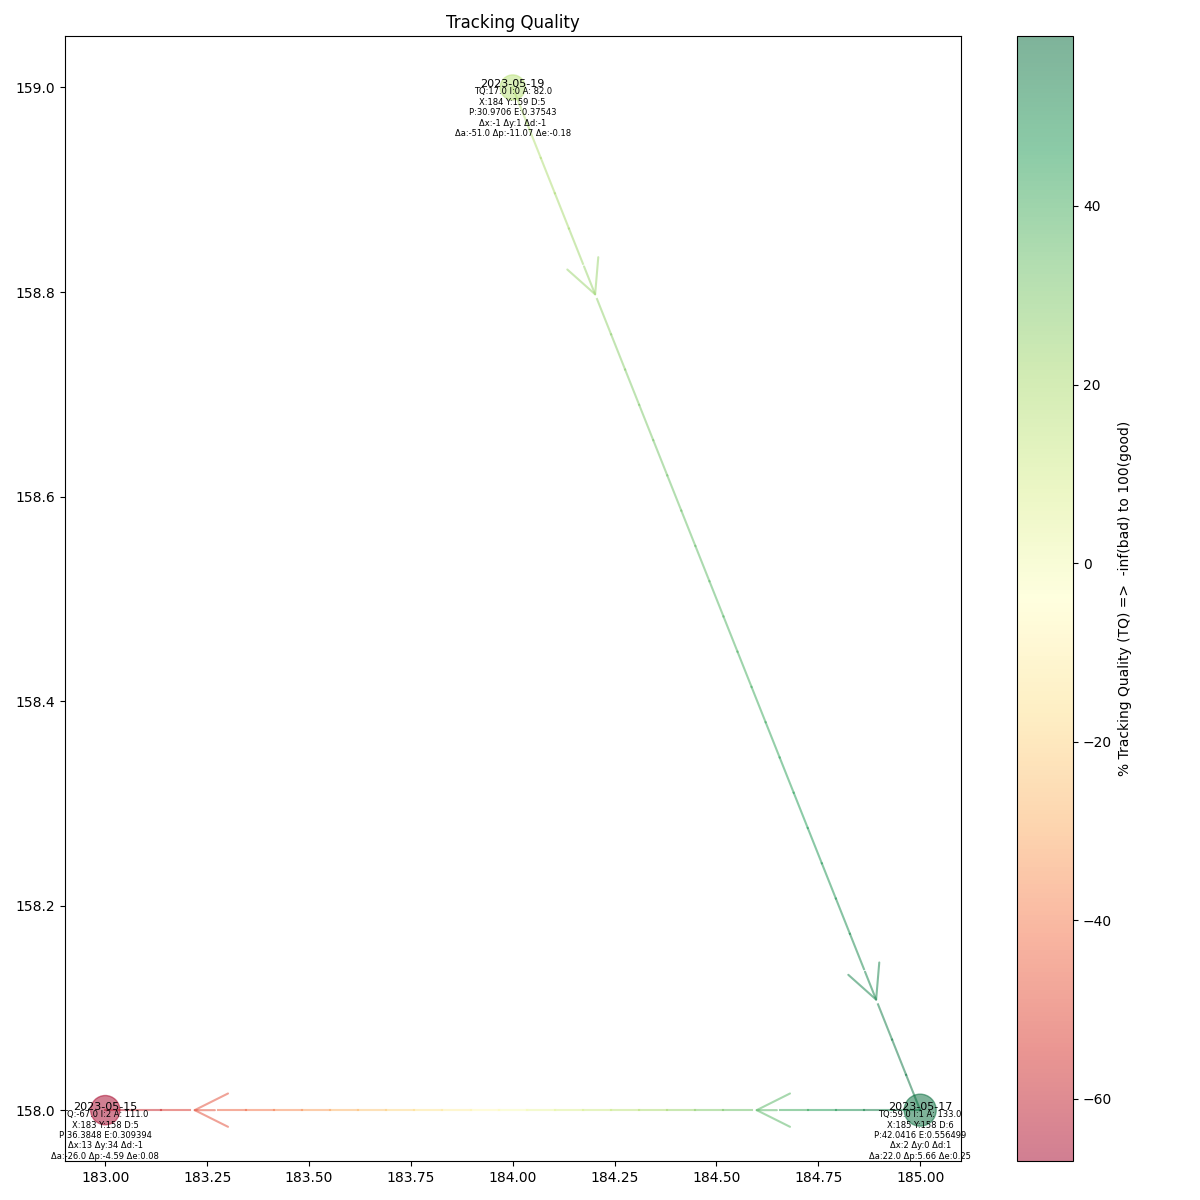 Tracking Quality
159.0
158.8
158.6
158.4
158.2
158.0
2023-05-19
TQ:17.0 I:0 A: 82.0
X:184 Y:159 D:5
P:30.9706 E:0.37543
Δx:-1 Δy:1 Δd:-1
Δa:-51.0 Δp:-11.07 Δe:-0.18
2023-05-15
TQ:-67.0 I:2 A: 111.0
X:183 Y:158 D:5
P:36.3848 E:0.309394
Δx:13 Δy:34 Δd:-1
Δa:-26.0 Δp:-4.59 Δe:0.08
2023-05-17
TQ:59.0 I:1 A: 133.0
X:185 Y:158 D:6
P:42.0416 E:0.556499
Δx:2 Δy:0 Δd:1
Δa:22.0 Δp:5.66 Δe:0.25
183.00 183.25 183.50 183.75 184.00 184.25 184.50 184.75 185.00
40
20
0
−20
−40
−60
% Tracking Quality (TQ) => -inf(bad) to 100(good)